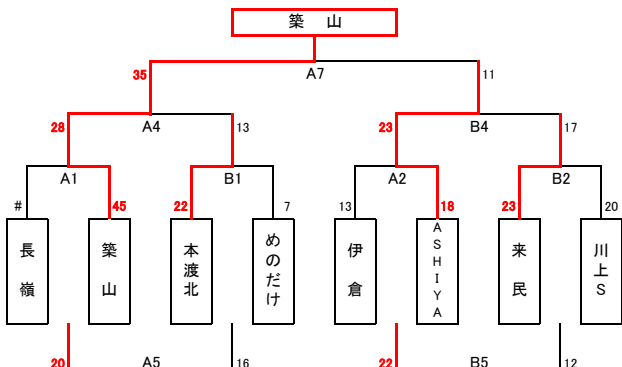 築 山
35 A7 11
28 A4 13 23 B4 17
A1 B1 A2 B2
# 45 22 7 13 18 23 20
長嶺 築山 本渡北 めのだけ 伊倉 ASHIYA 来民 川上S
20 A5 16 22 B5 12